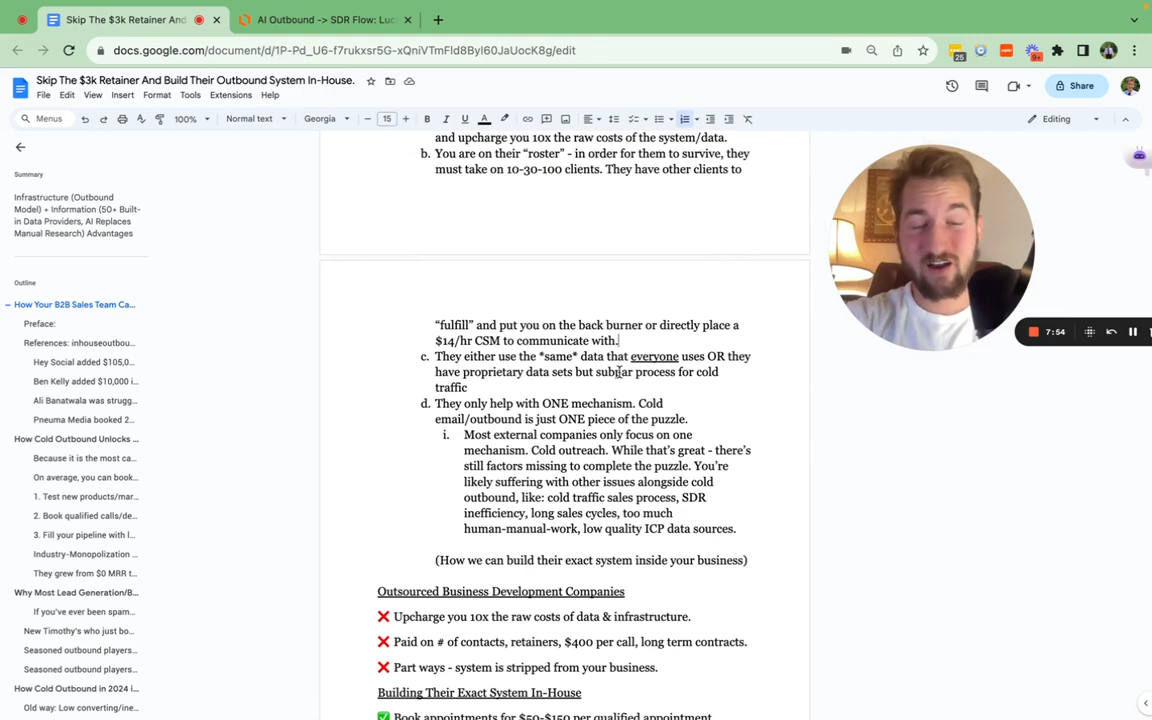 Skip The $3k Retainer And
AI Outbound -> SDR Flow: Luc
docs.google.com/document/d/1P-Pd_U6-f7rukxsr5G-xQniVTmFld8Byl60JaUocK8g/edit
25
9+
Skip The $3k Retainer And Build Their Outbound System In-House.
File Edit View Insert Format Tools Extensions Help
Share
Menus
100%
Normal text
Georgia
15
B I U A
Editing
Summary
Infrastructure (Outbound
Model) + Information (50+ Built-
in Data Providers, AI Replaces
Manual Research) Advantages
Outline
How Your B2B Sales Team Ca...
Preface:
References: inhouseoutbou...
Hey Social added $105,0...
Ben Kelly added $10,000 i...
Ali Banatwala was strugg...
Pneuma Media booked 2...
How Cold Outbound Unlocks ...
Because it is the most ca...
On average, you can book...
1. Test new products/mar...
2. Book qualified calls/de...
3. Fill your pipeline with l...
Industry-Monopolization ...
They grew from $0 MRR t...
Why Most Lead Generation/B...
If you've ever been spam...
New Timothy's who just bo...
Seasoned outbound players...
Seasoned outbound players...
How Cold Outbound in 2024 i...
Old way: Low converting/ine...
and upcharge you 10x the raw costs of the system/data.
b. You are on their “roster” - in order for them to survive, they
must take on 10-30-100 clients. They have other clients to
“fulfill” and put you on the back burner or directly place a
$14/hr CSM to communicate with.
c. They either use the *same* data that everyone uses OR they
have proprietary data sets but subpar process for cold
traffic
d. They only help with ONE mechanism. Cold
email/outbound is just ONE piece of the puzzle.
i. Most external companies only focus on one
mechanism. Cold outreach. While that’s great - there’s
still factors missing to complete the puzzle. You’re
likely suffering with other issues alongside cold
outbound, like: cold traffic sales process, SDR
inefficiency, long sales cycles, too much
human-manual-work, low quality ICP data sources.
(How we can build their exact system inside your business)
Outsourced Business Development Companies
❌ Upcharge you 10x the raw costs of data & infrastructure.
❌ Paid on # of contacts, retainers, $400 per call, long term contracts.
❌ Part ways - system is stripped from your business.
Building Their Exact System In-House
✅ Book appointments for $50-$150 per qualified appointment
7:54